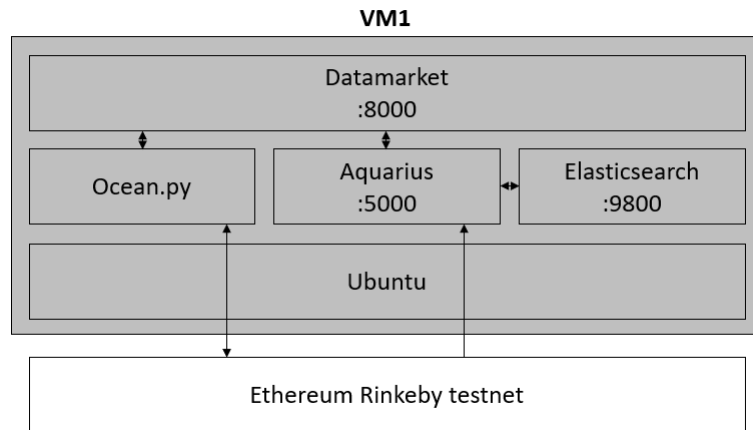 VM1
Datamarket
:8000
Ocean.py
Aquarius
:5000
Elasticsearch
:9800
Ubuntu
Ethereum Rinkeby testnet